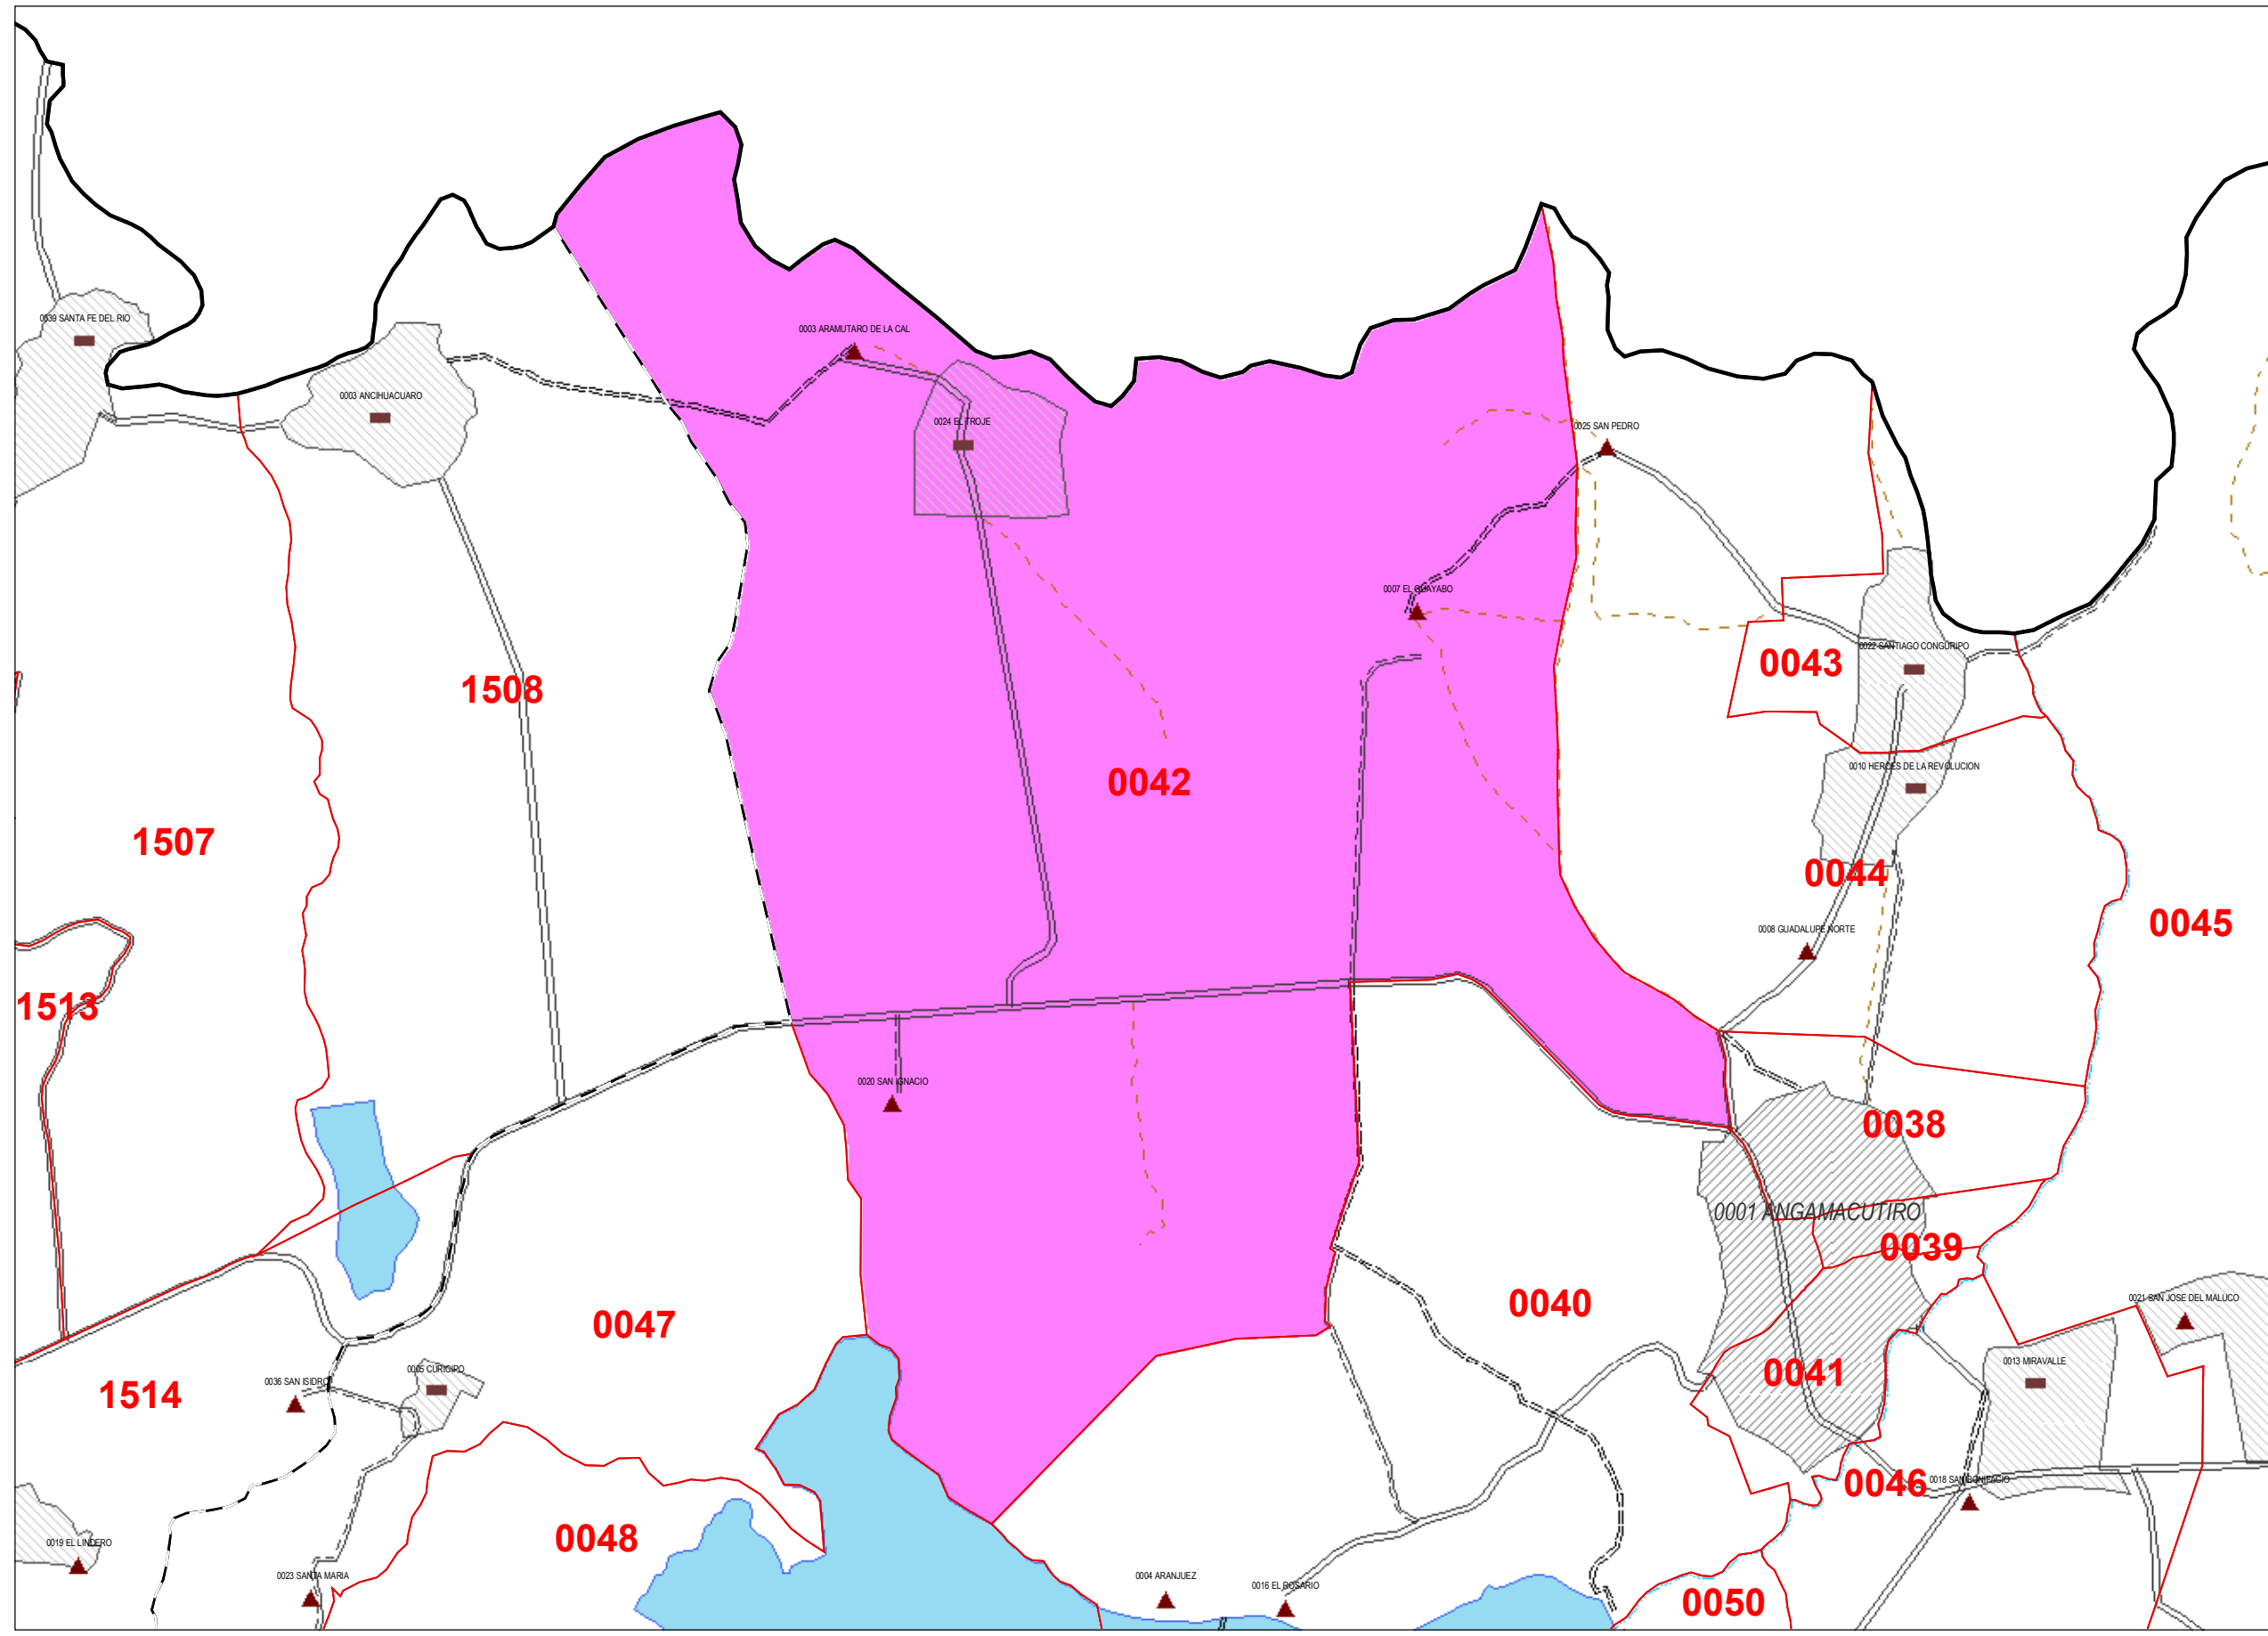 0039 SANTA FE DEL RIO
0003 ARAMUTARO DE LA CAL
0003 ANCIHUACUARO
0024 EL TROJE
0025 SAN PEDRO
0007 EL GUAYABO
0022 SANTIAGO CONGURIPO
0043
1508
0042
0010 HEROES DE LA REVOLUCION
1507
0044
0045
0008 GUADALUPE NORTE
1513
0020 SAN IGNACIO
0038
0001 ANGAMACUTIRO
0039
0040
0021 SAN JOSE DEL MALUCO
0047
0013 MIRAVALLE
0005 CURICIPO
0041
0036 SAN ISIDRO
1514
0018 SAN BONIFACIO
0046
0048
0019 EL LINDERO
0023 SANTA MARIA
0004 ARANJUEZ
0016 EL ROSARIO
0050